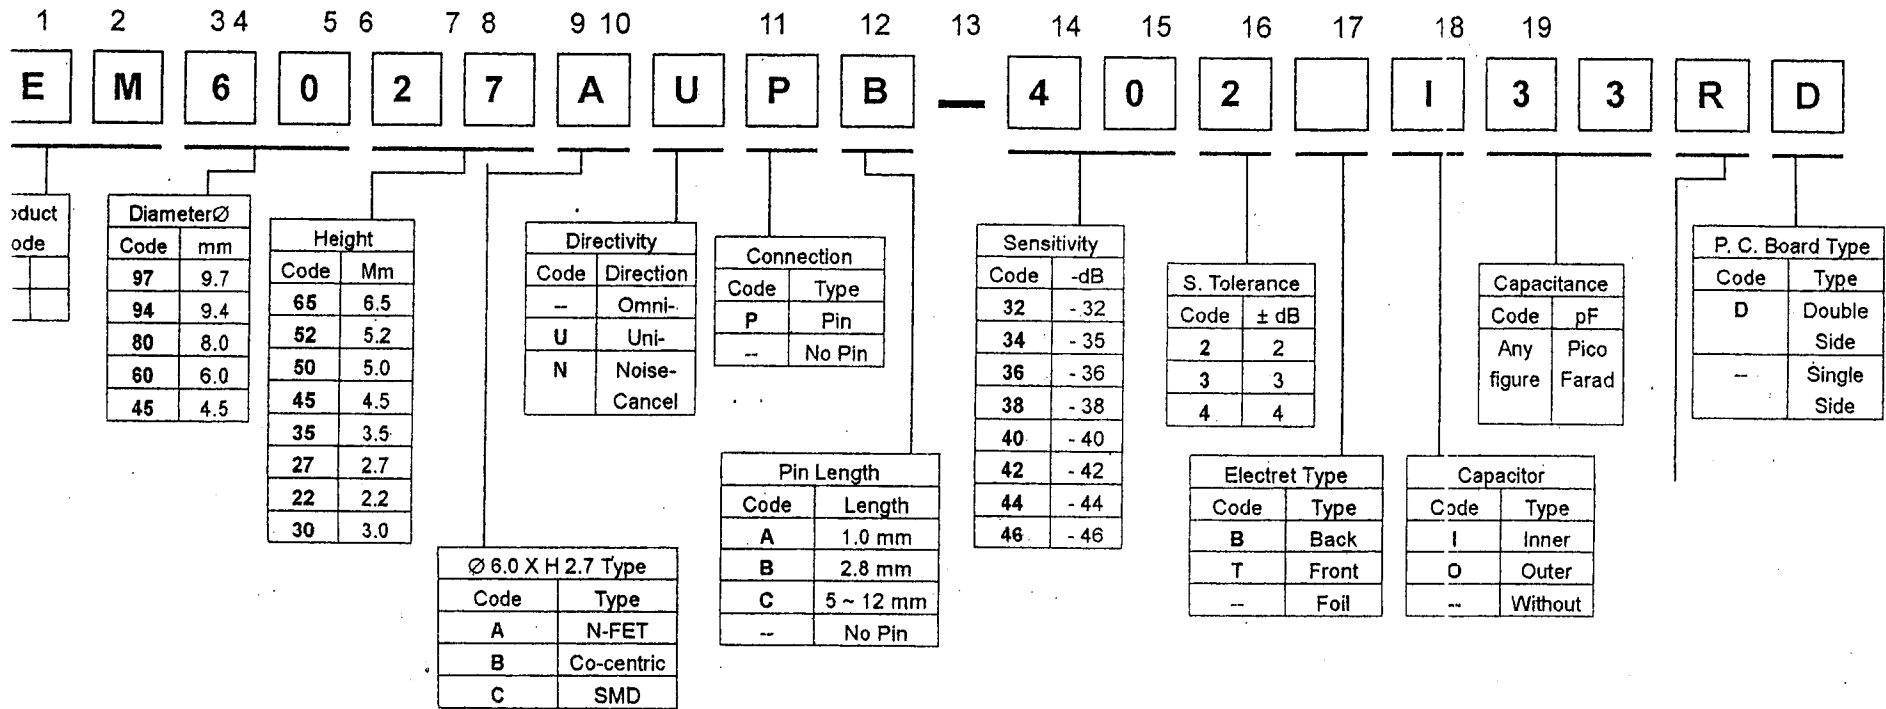 1 2 3 4 5 6 7 8 9 10 11 12 13 14 15 16 17 18 19
E M 6 0 2 7 A U P B — 4 0 2 I 3 3 R D
oduct
ode
DiameterØ
Code mm
97 9.7
94 9.4
80 8.0
60 6.0
45 4.5
Height
Code Mm
65 6.5
52 5.2
50 5.0
45 4.5
35 3.5
27 2.7
22 2.2
30 3.0
Ø 6.0 X H 2.7 Type
Code Type
A N-FET
B Co-centric
C SMD
Directivity
Code Direction
-- Omni-
U Uni-
N Noise-
Cancel
Connection
Code Type
P Pin
-- No Pin
Pin Length
Code Length
A 1.0 mm
B 2.8 mm
C 5 ~ 12 mm
-- No Pin
Sensitivity
Code -dB
32 - 32
34 - 35
36 - 36
38 - 38
40 - 40
42 - 42
44 - 44
46 - 46
S. Tolerance
Code ± dB
2 2
3 3
4 4
Electret Type
Code Type
B Back
T Front
-- Foil
Capacitor
Code Type
I Inner
O Outer
-- Without
Capacitance
Code pF
Any Pico
figure Farad
P. C. Board Type
Code Type
D Double
Side
-- Single
Side